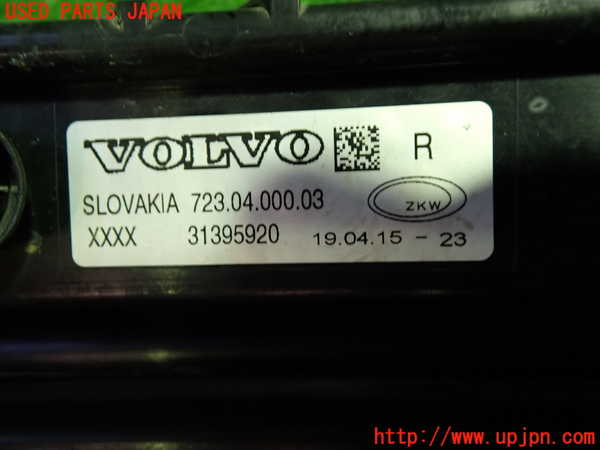 USED PARTS JAPAN
VOLVO R
SLOVAKIA 723.04.000.03 ZKW
XXXX 31395920 19.04.15 - 23
(C) www.upjpn.com